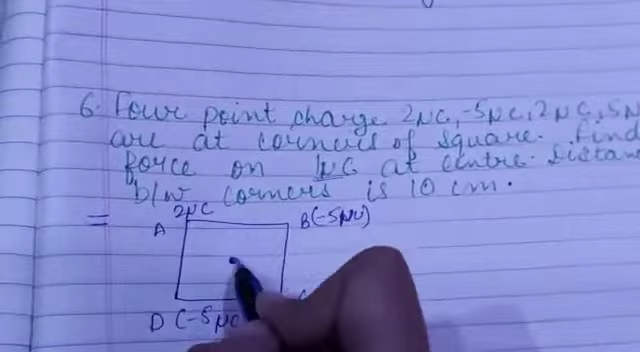 6. Four point charge 2μC, -5μC, 2μC, 5μ
are at corners of square. Find
force on 1μC at centre. Distan
b/w corners is 10 cm.
=
2μC
A B(-5μC)
D (-5μC